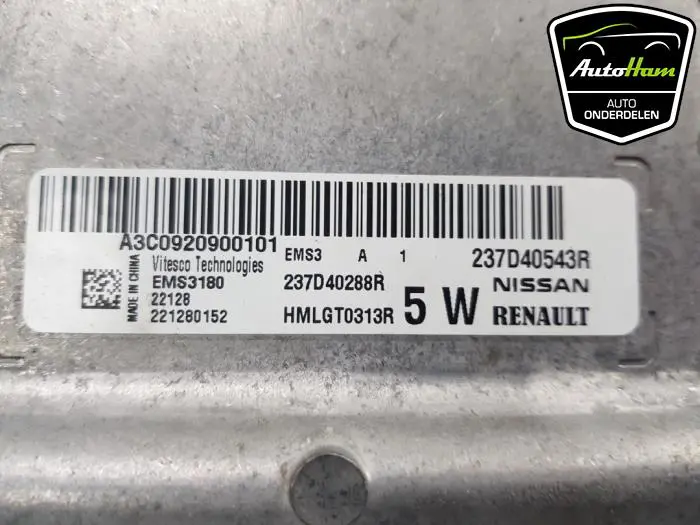 AutoHam
AUTO
ONDERDELEN
A3C0920900101
EMS3 A 1
237D40543R
MADE IN CHINA
Vitesco Technologies
EMS3180
22128
221280152
237D40288R
HMLGT0313R
5 W
NISSAN
RENAULT